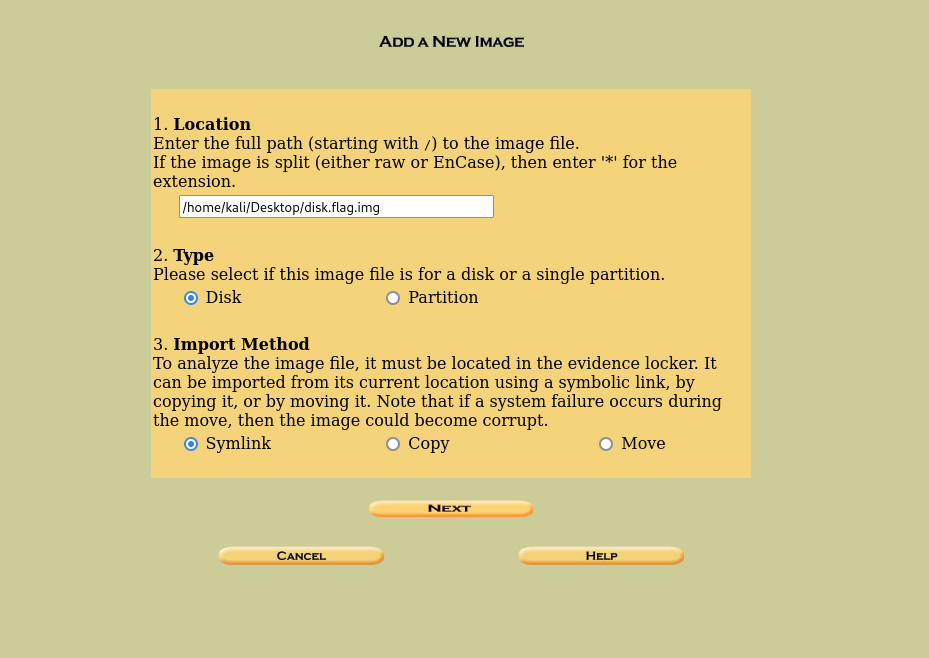 ADD A NEW IMAGE
1. Location
Enter the full path (starting with /) to the image file.
If the image is split (either raw or EnCase), then enter '*' for the
extension.
/home/kali/Desktop/disk.flag.img
2. Type
Please select if this image file is for a disk or a single partition.
Disk Partition
3. Import Method
To analyze the image file, it must be located in the evidence locker. It
can be imported from its current location using a symbolic link, by
copying it, or by moving it. Note that if a system failure occurs during
the move, then the image could become corrupt.
Symlink Copy Move
NEXT
CANCEL HELP